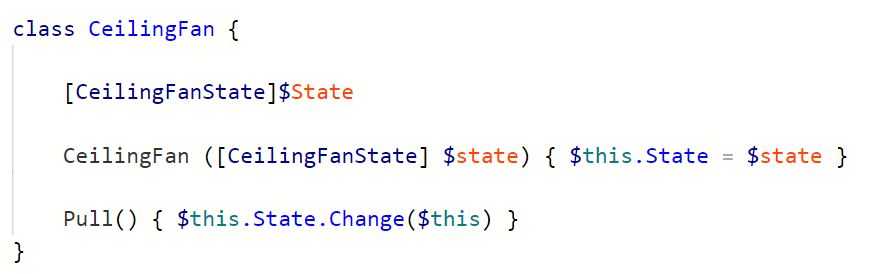 class CeilingFan {
[CeilingFanState]$State
CeilingFan ([CeilingFanState] $state) { $this.State = $state }
Pull() { $this.State.Change($this) }
}